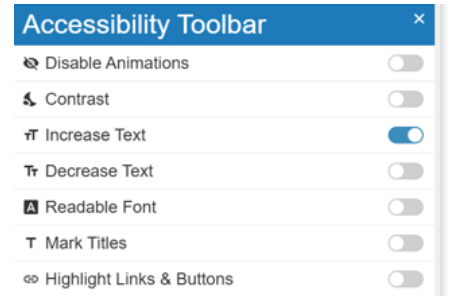 Accessibility Toolbar ×
Disable Animations
Contrast
Increase Text
Decrease Text
Readable Font
Mark Titles
Highlight Links & Buttons